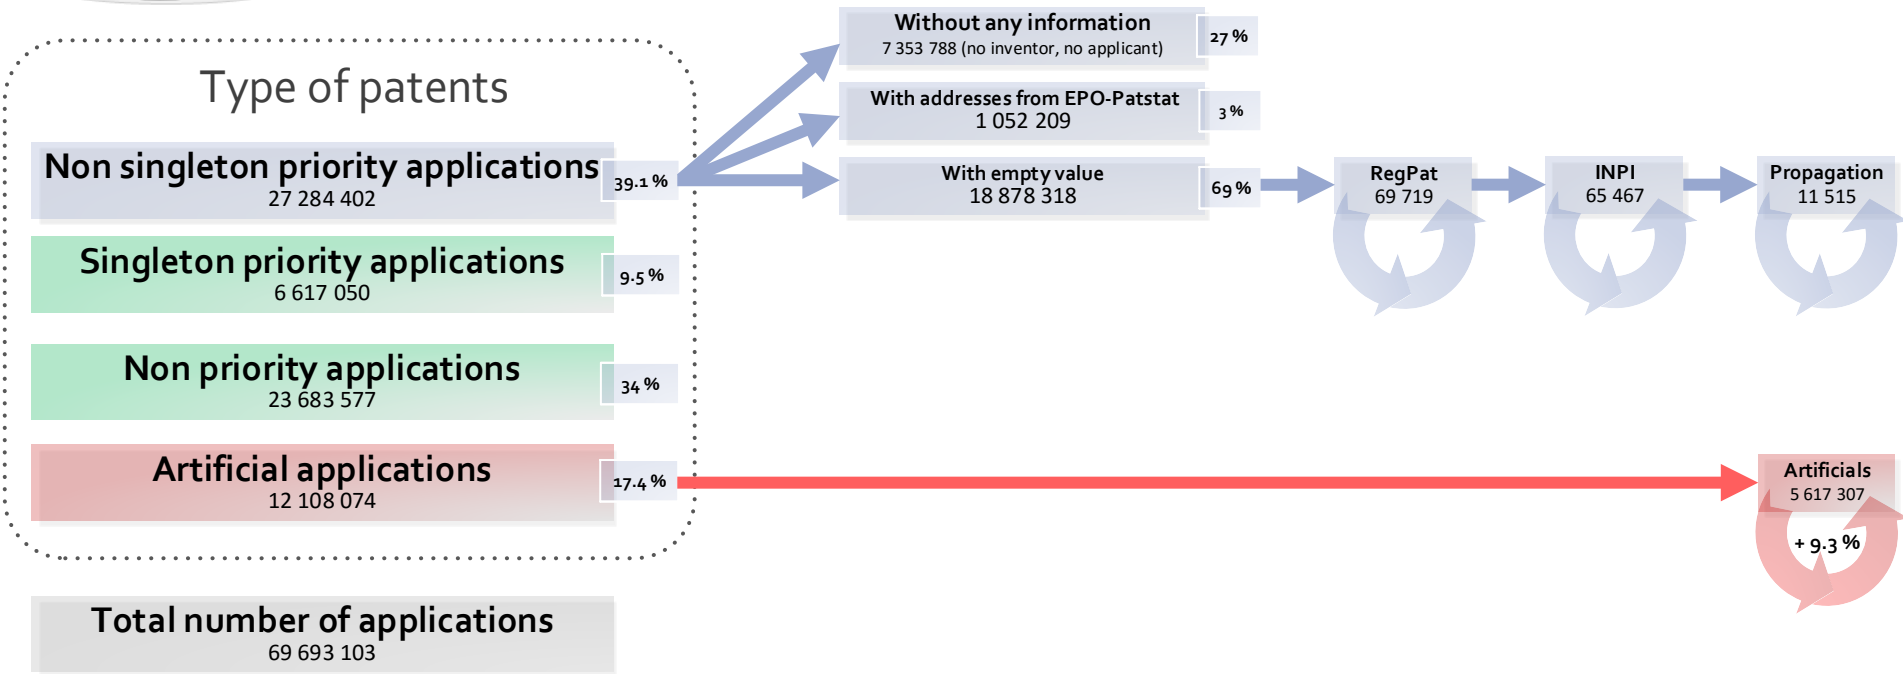 Type of patents
Non singleton priority applications
27 284 402
39.1 %
Singleton priority applications
6 617 050
9.5 %
Non priority applications
23 683 577
34 %
Artificial applications
12 108 074
17.4 %
Total number of applications
69 693 103
Without any information
7 353 788 (no inventor, no applicant)
27 %
With addresses from EPO-Patstat
1 052 209
3 %
With empty value
18 878 318
69 %
RegPat
69 719
INPI
65 467
Propagation
11 515
Artificials
5 617 307
+ 9.3 %